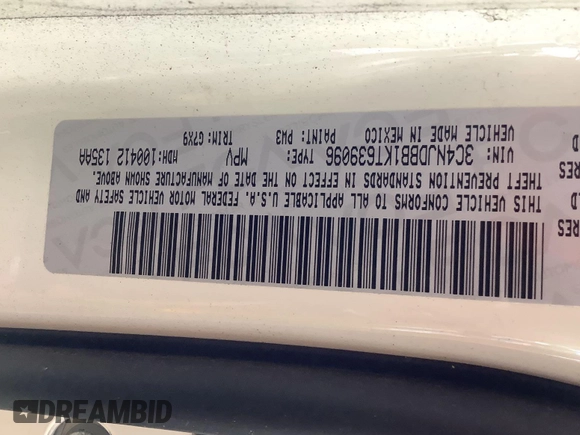 THIS VEHICLE CONFORMS TO ALL APPLICABLE U.S.A. FEDERAL MOTOR VEHICLE SAFETY AND
THEFT PREVENTION STANDARDS IN EFFECT ON THE DATE OF MANUFACTURE SHOWN ABOVE.
VIN: 3C4NJDBB1KT639096 TYPE: MPV MDH: 100412 135AA
VEHICLE MADE IN MEXICO PAINT: PW3 TRIM: G7X9
DREAMBID